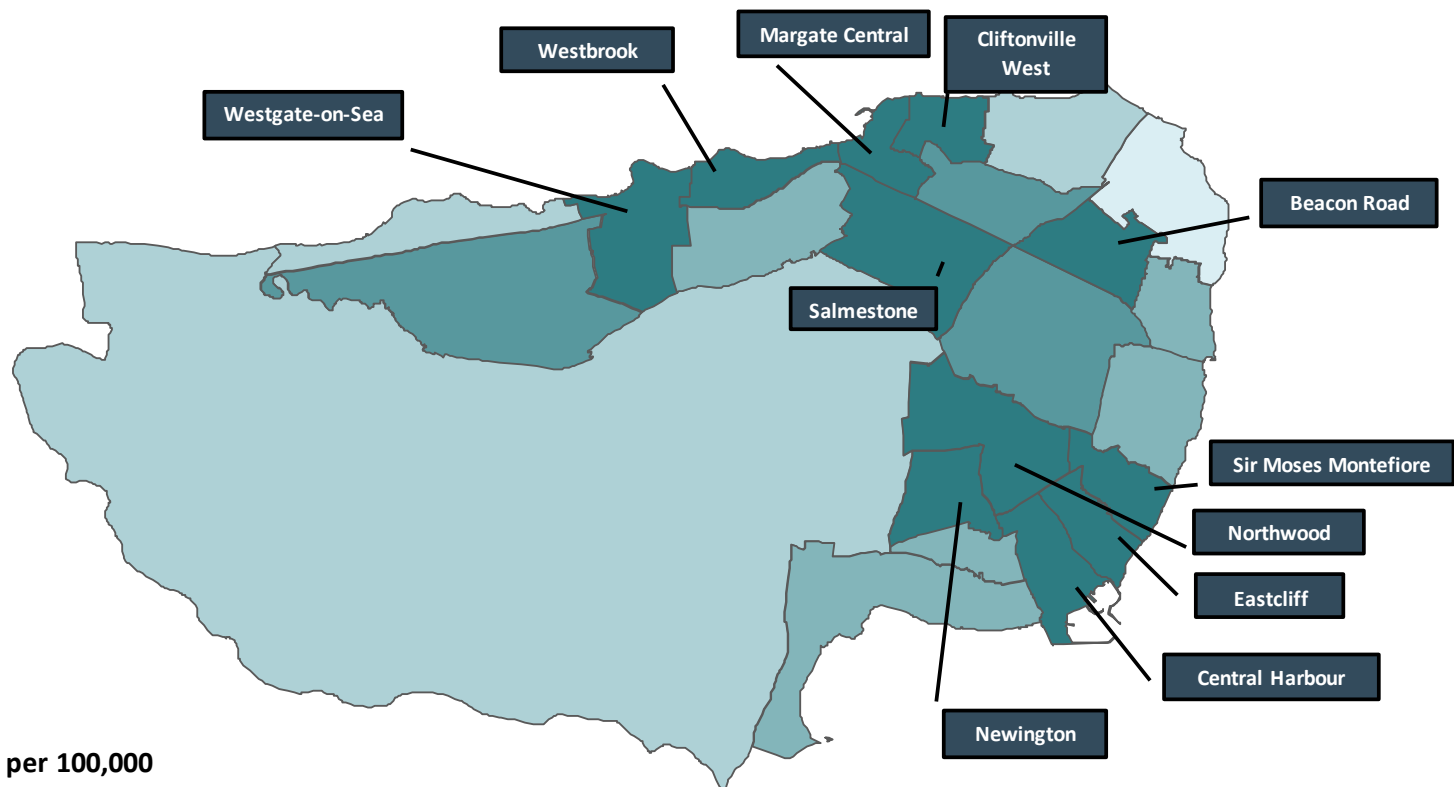 Margate Central
Cliftonville
West
Westbrook
Westgate-on-Sea
Beacon Road
Salmestone
Sir Moses Montefiore
Northwood
Eastcliff
Central Harbour
Newington
per 100,000